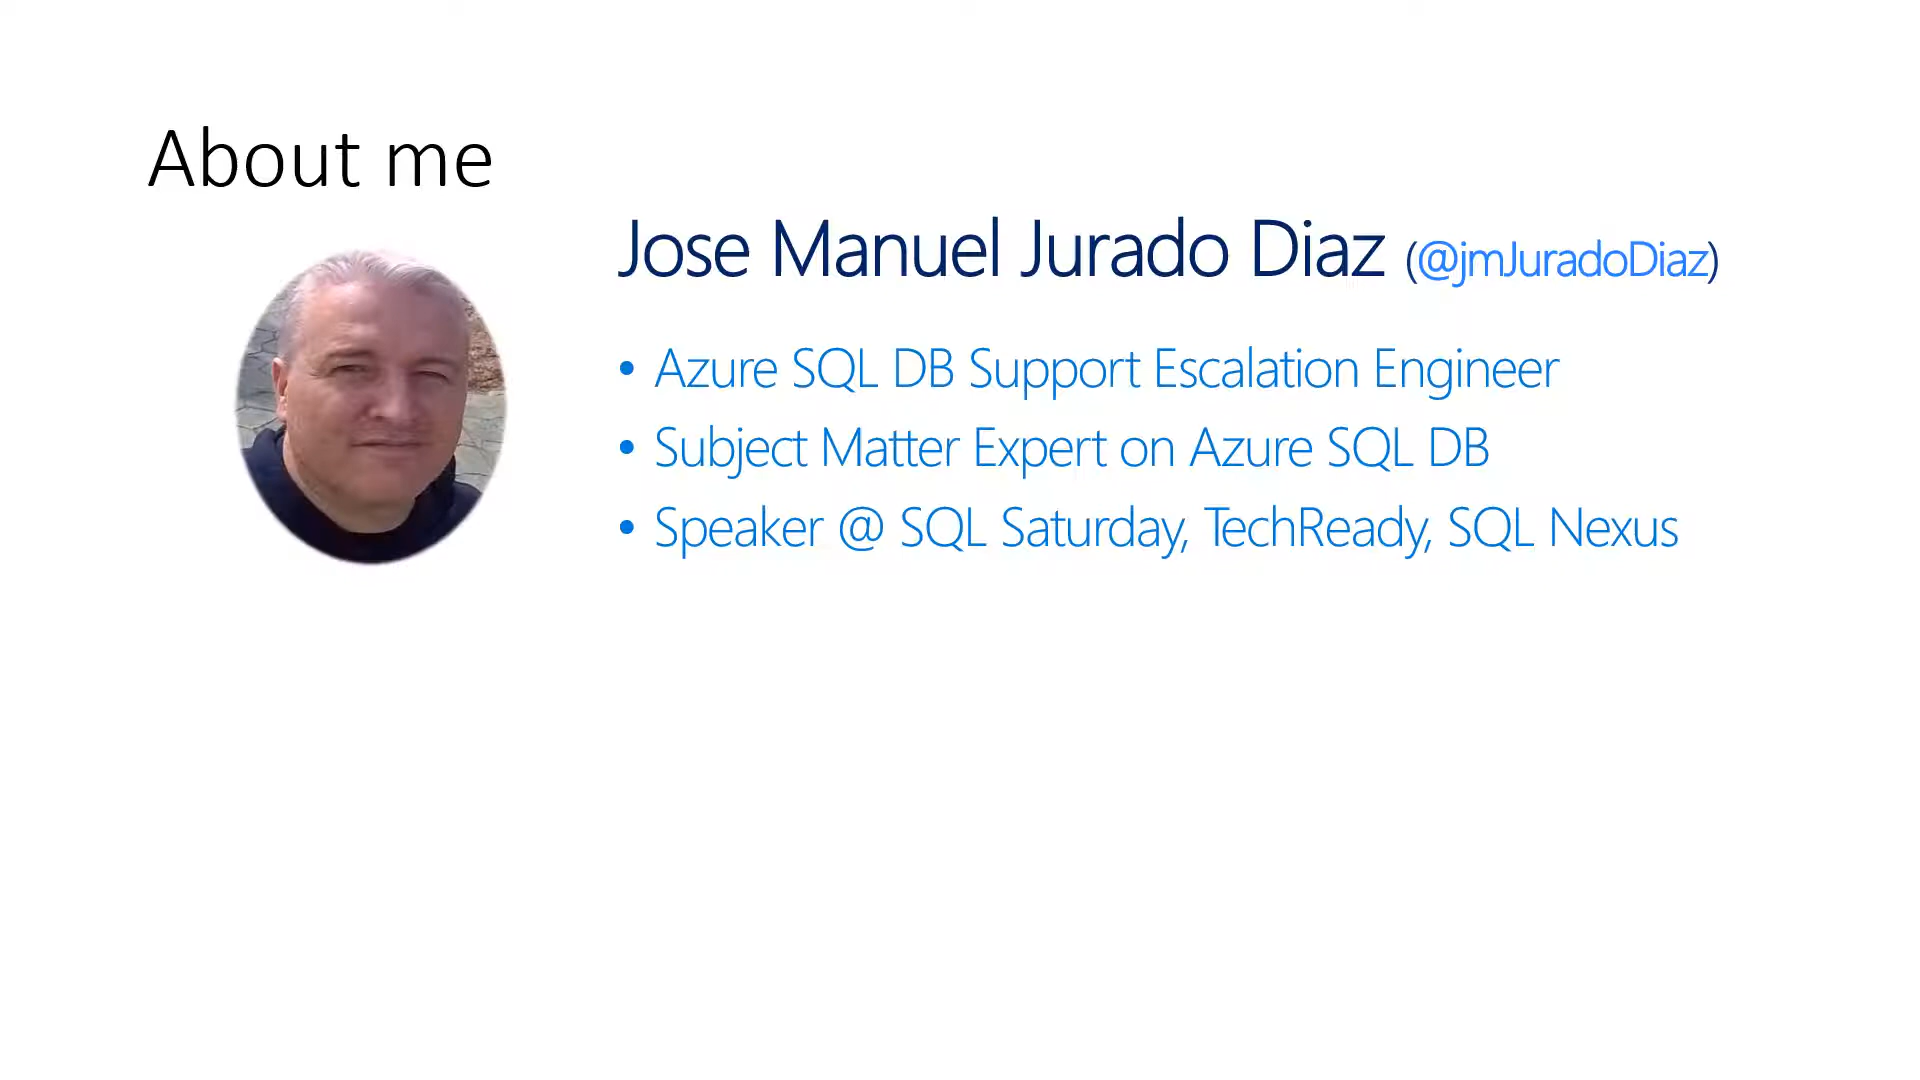 About me
Jose Manuel Jurado Diaz (@jmJuradoDiaz)
• Azure SQL DB Support Escalation Engineer
• Subject Matter Expert on Azure SQL DB
• Speaker @ SQL Saturday, TechReady, SQL Nexus